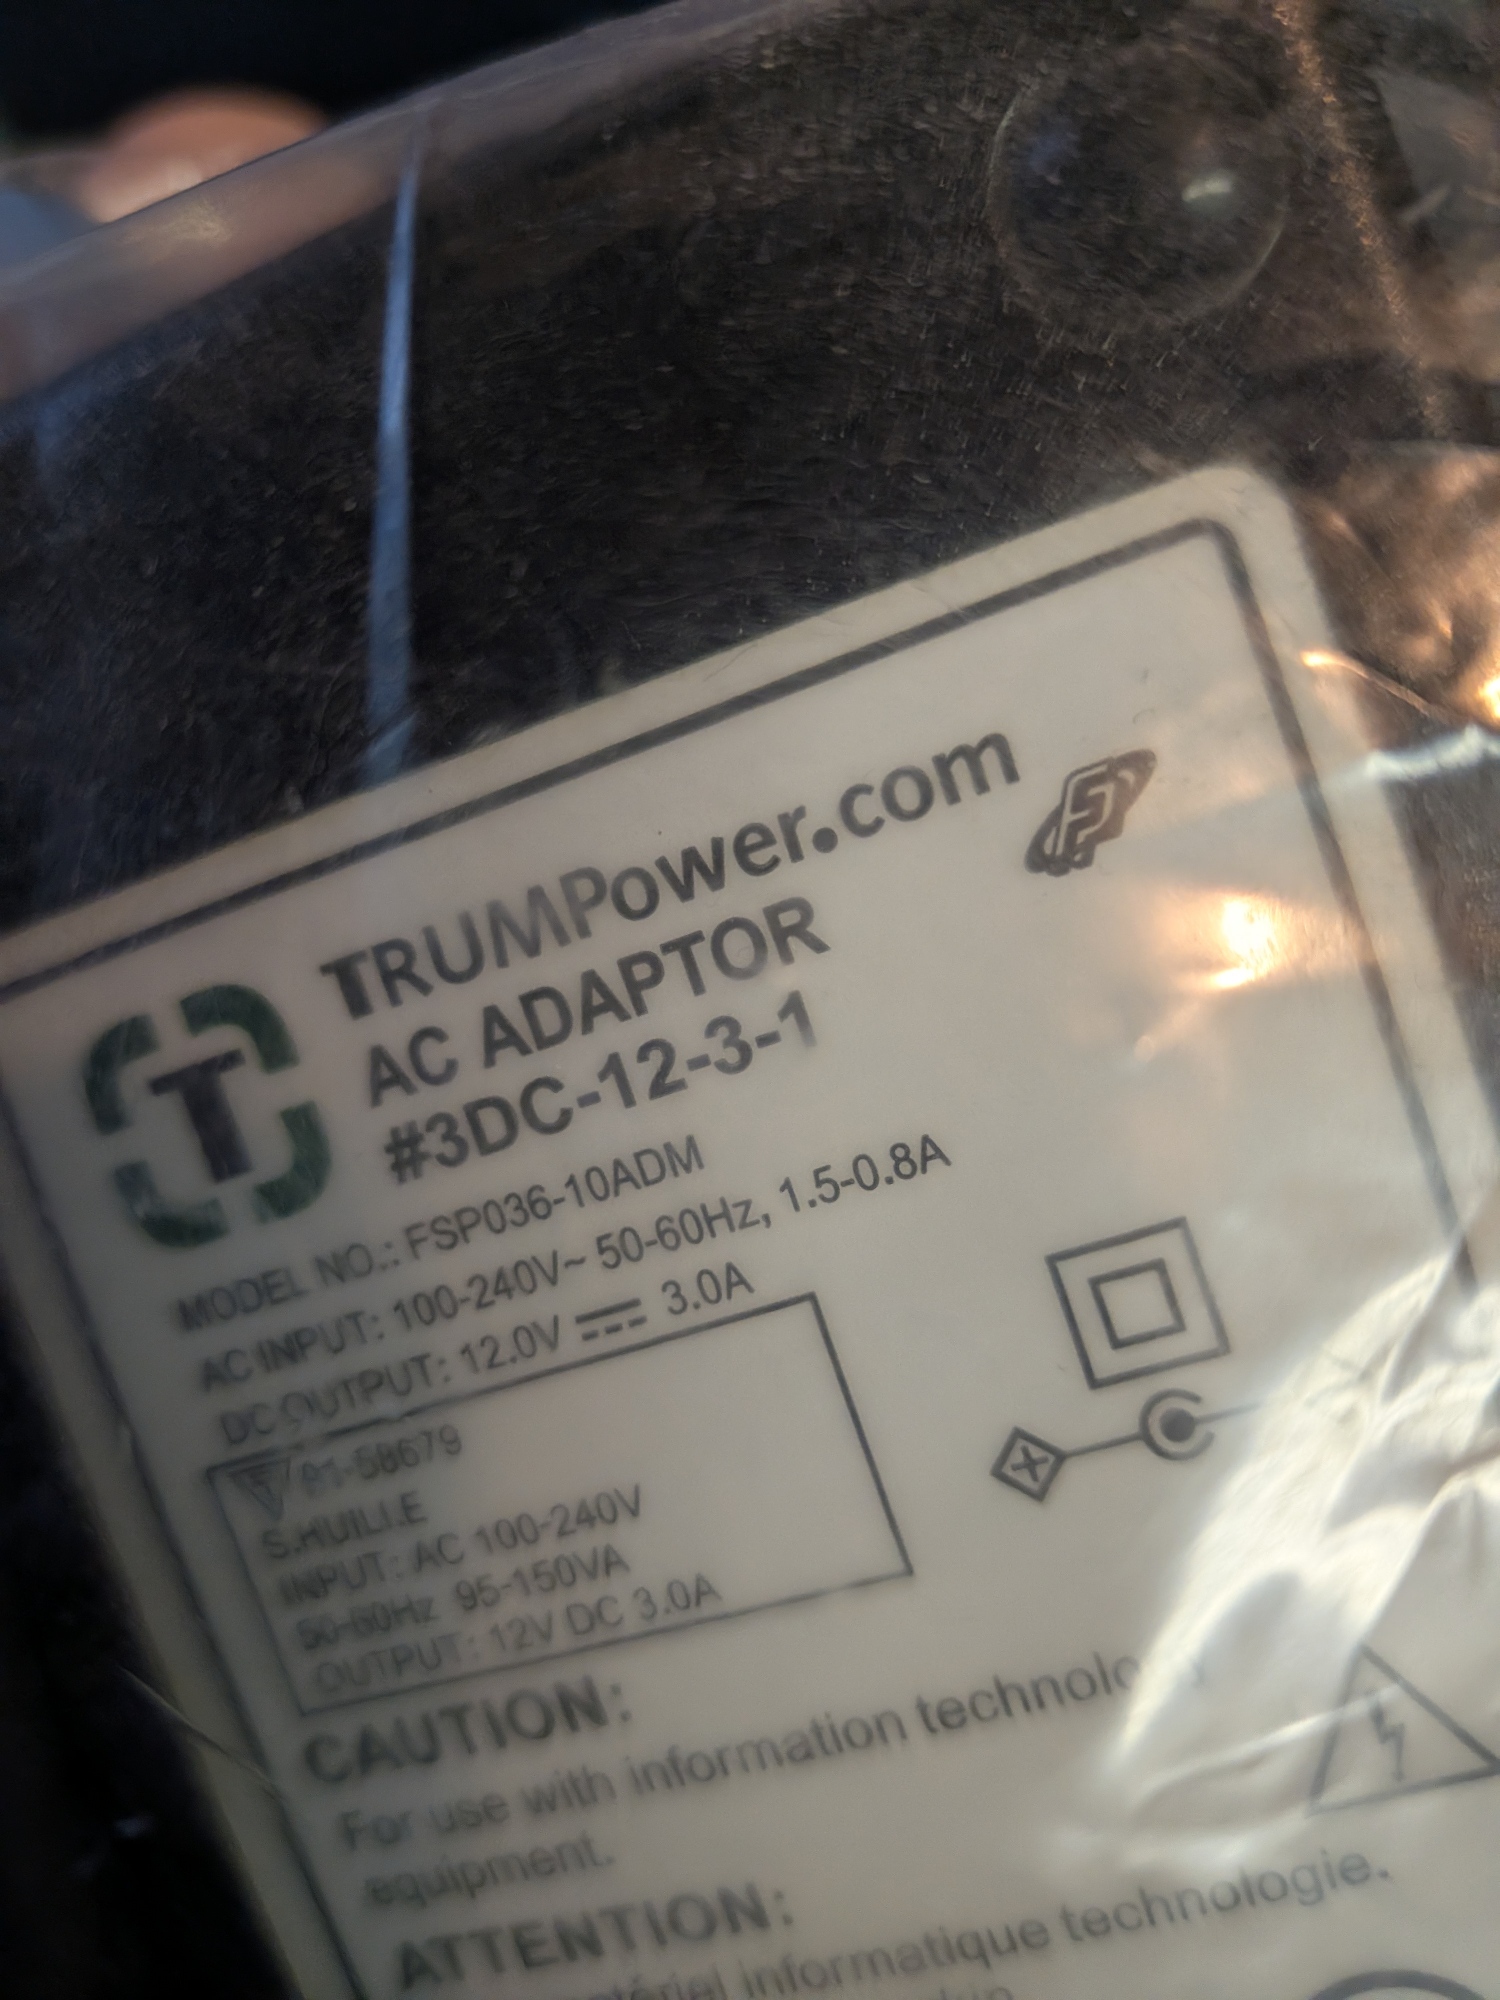 TRUMPower.com
AC ADAPTOR
#3DC-12-3-1
T
MODEL NO.: FSP036-10ADM
AC INPUT: 100-240V~ 50-60Hz, 1.5-0.8A
DC OUTPUT: 12.0V ⎓ 3.0A
91-58679
S.HUILLE
INPUT: AC 100-240V
50-60Hz 95-150VA
OUTPUT: 12V DC 3.0A
CAUTION:
For use with information
equipment.
ATTENTION:
informatique technologie.